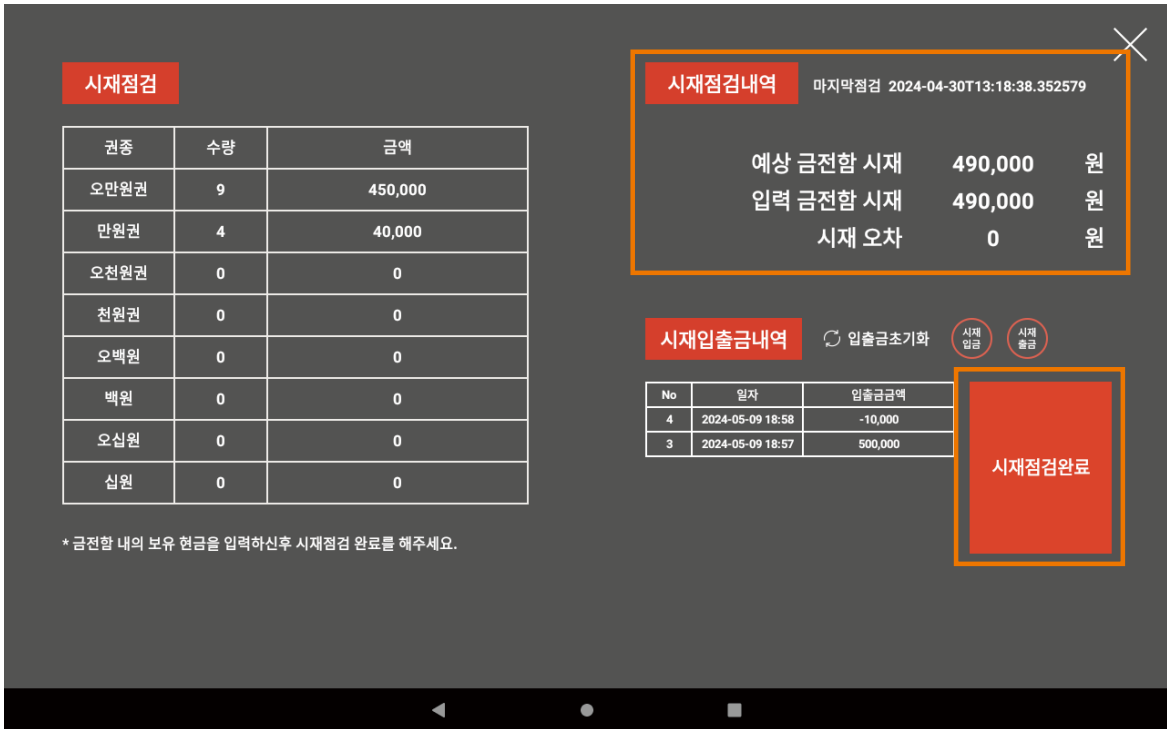 시재점검
권종 수량 금액
오만원권 9 450,000
만원권 4 40,000
오천원권 0 0
천원권 0 0
오백원 0 0
백원 0 0
오십원 0 0
십원 0 0
* 금전함 내의 보유 현금을 입력하신후 시재점검 완료를 해주세요.
시재점검내역 마지막점검 2024-04-30T13:18:38.352579
예상 금전함 시재 490,000 원
입력 금전함 시재 490,000 원
시재 오차 0 원
시재입출금내역 입출금초기화
시재
입금
시재
출금
No 일자 입출금금액
4 2024-05-09 18:58 -10,000
3 2024-05-09 18:57 500,000
시재점검완료